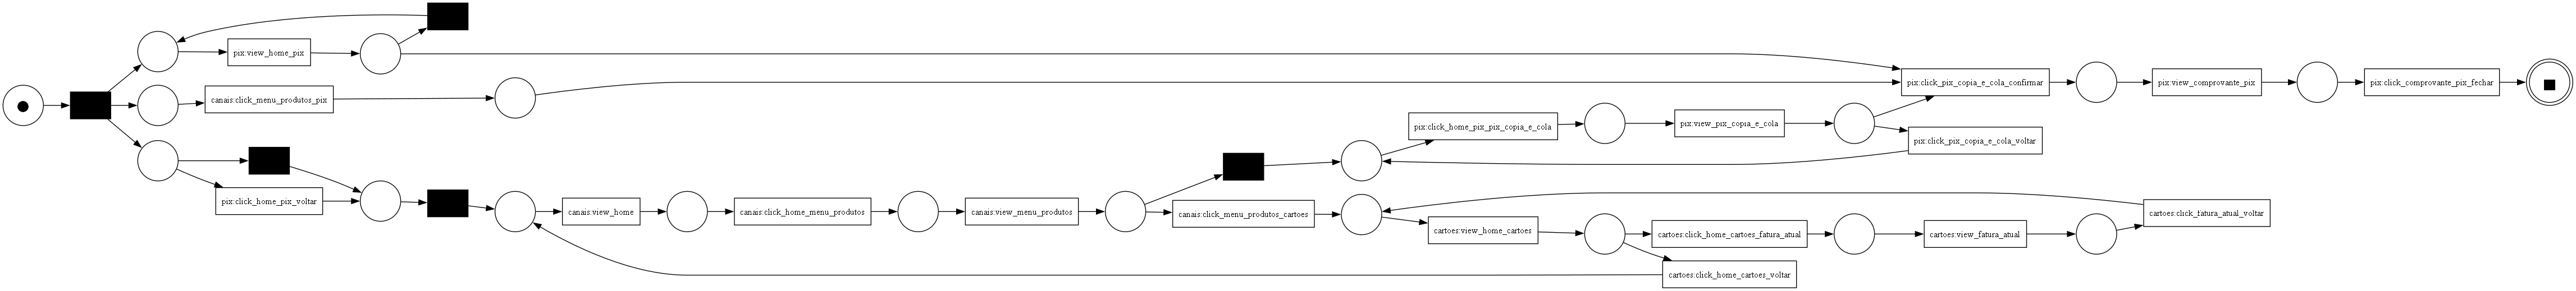 pix:view_home_pix
canais:click_menu_produtos_pix
pix:click_pix_copia_e_cola_confirmar
pix:view_comprovante_pix
pix:click_comprovante_pix_fechar
pix:click_home_pix_pix_copia_e_cola
pix:view_pix_copia_e_cola
pix:click_pix_copia_e_cola_voltar
pix:click_home_pix_voltar
canais:view_home
canais:click_home_menu_produtos
canais:view_menu_produtos
canais:click_menu_produtos_cartoes
cartoes:click_fatura_atual_voltar
cartoes:view_home_cartoes
cartoes:click_home_cartoes_fatura_atual
cartoes:view_fatura_atual
cartoes:click_home_cartoes_voltar